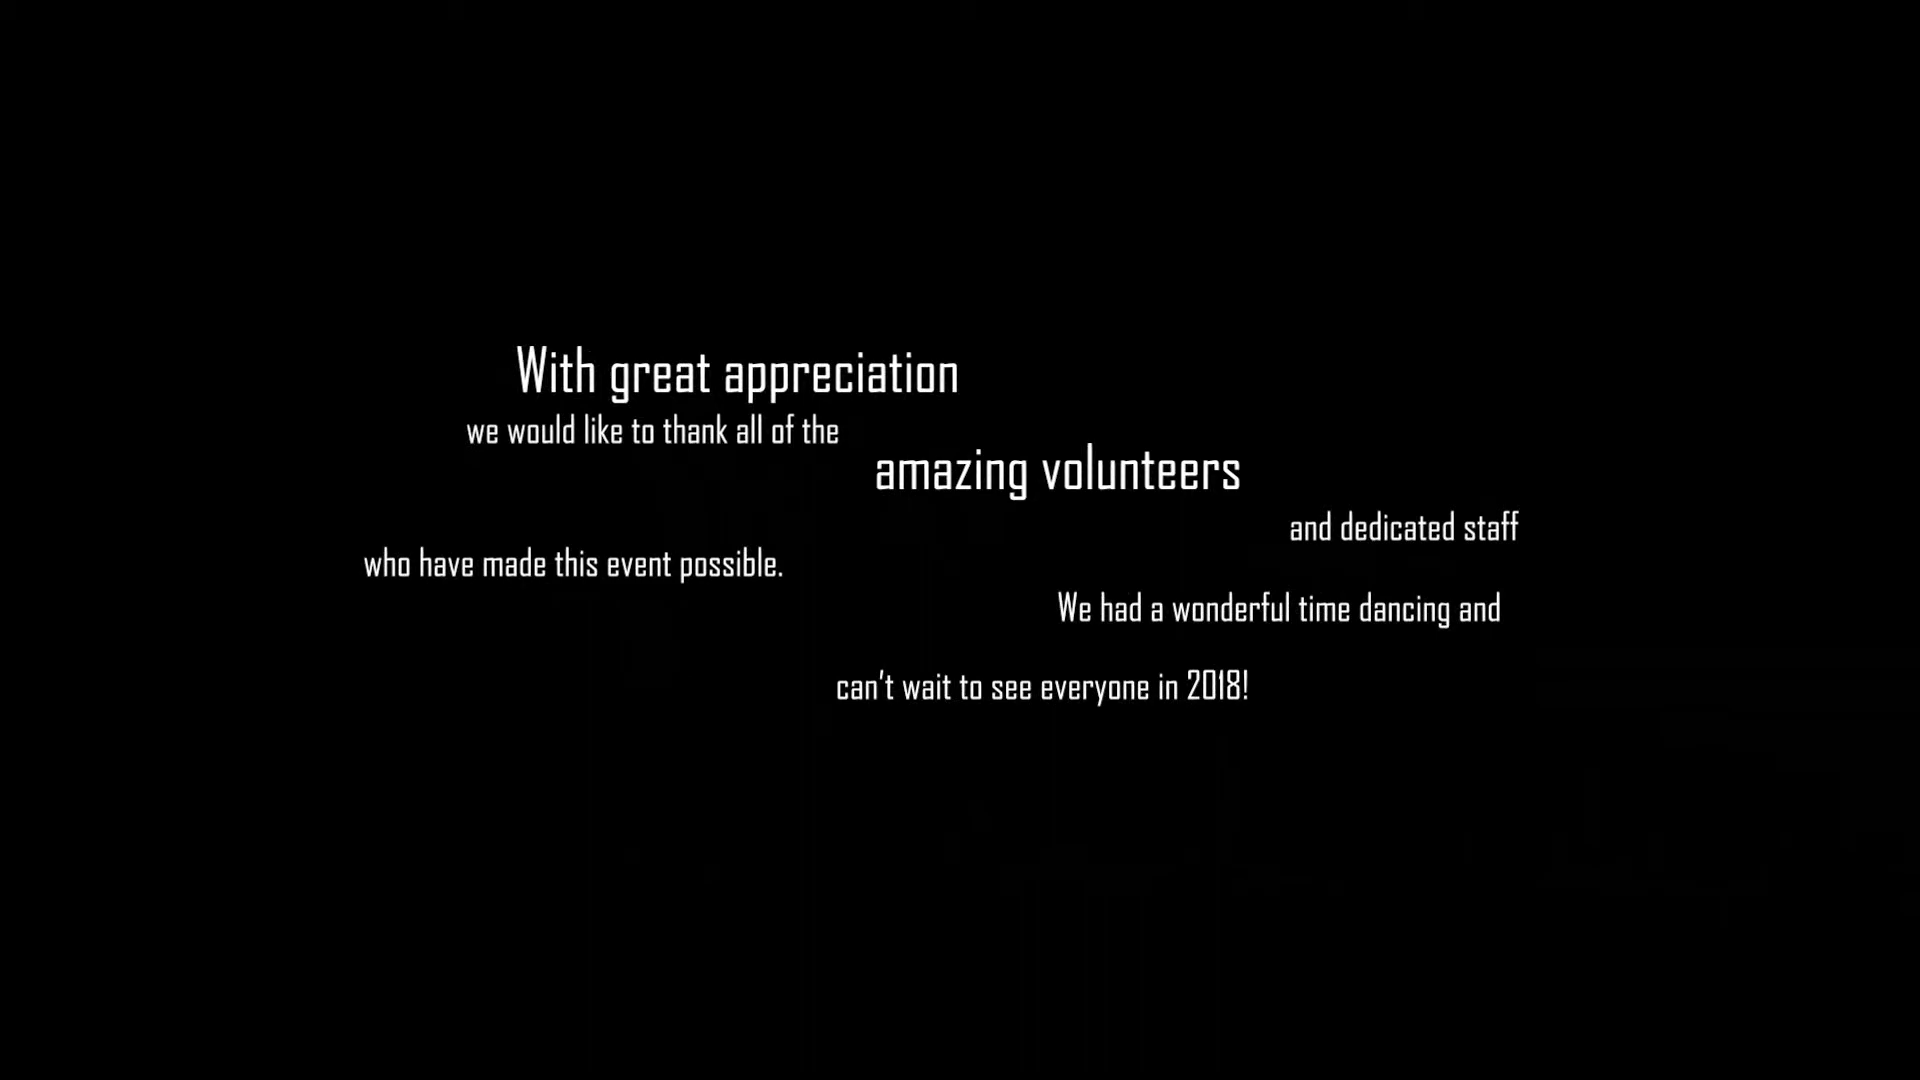 With great appreciation
we would like to thank all of the
amazing volunteers
and dedicated staff
who have made this event possible.
We had a wonderful time dancing and
can't wait to see everyone in 2018!